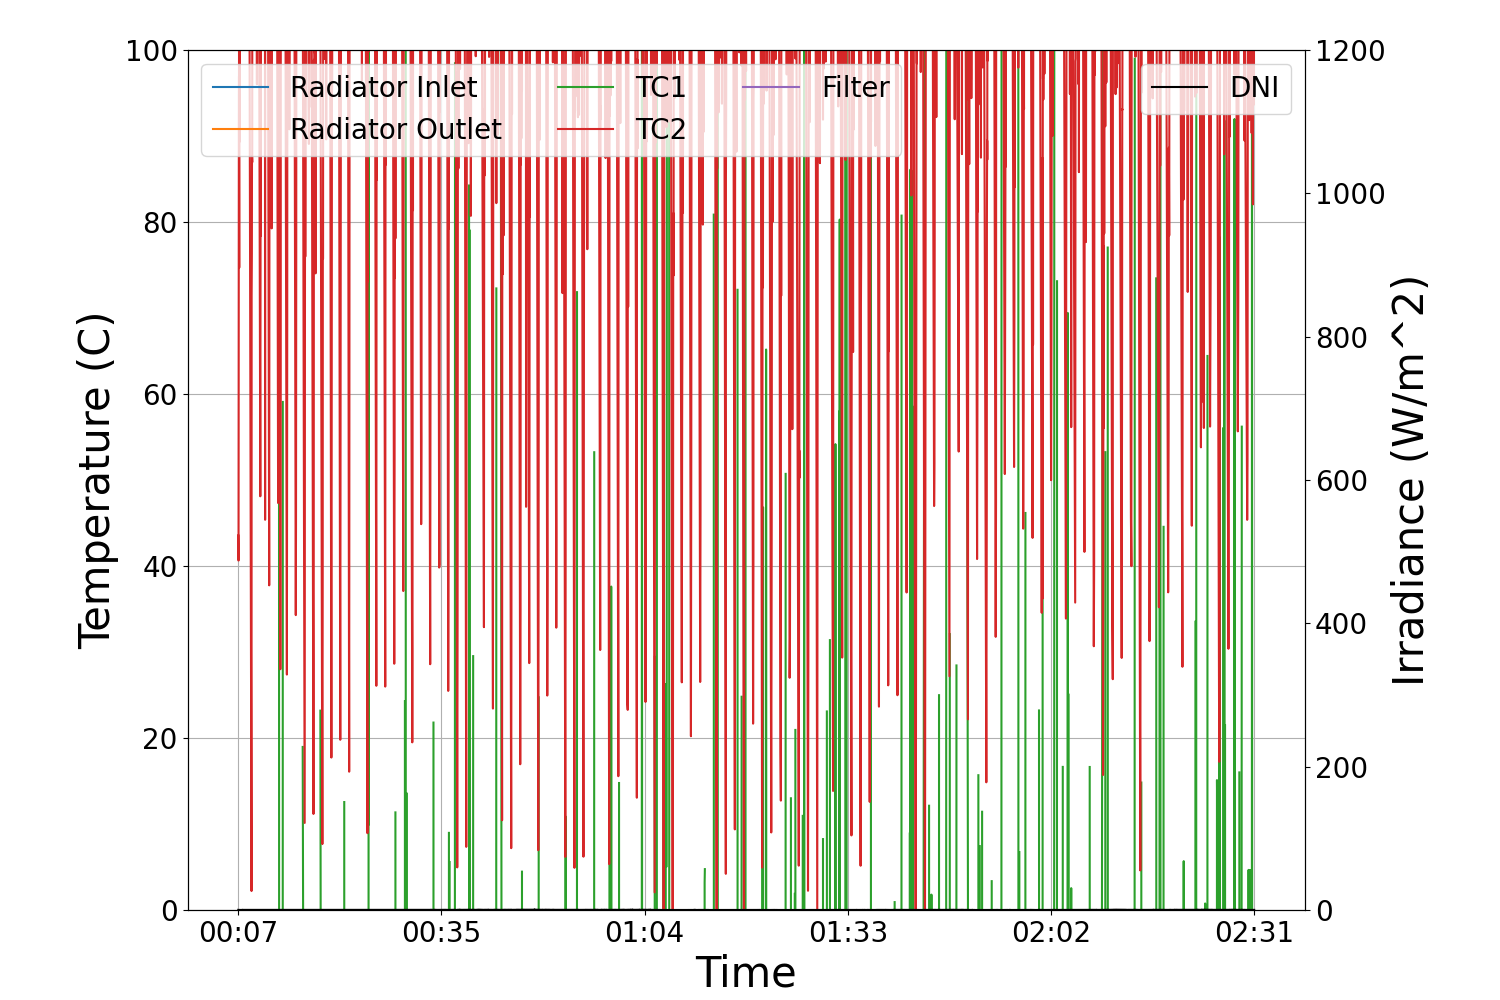 100
80
60
40
20
0
Temperature (C)
Radiator Inlet
Radiator Outlet
TC1
TC2
Filter
DNI
1200
1000
800
600
400
200
0
Irradiance (W/m^2)
00:07
00:35
01:04
01:33
02:02
02:31
Time